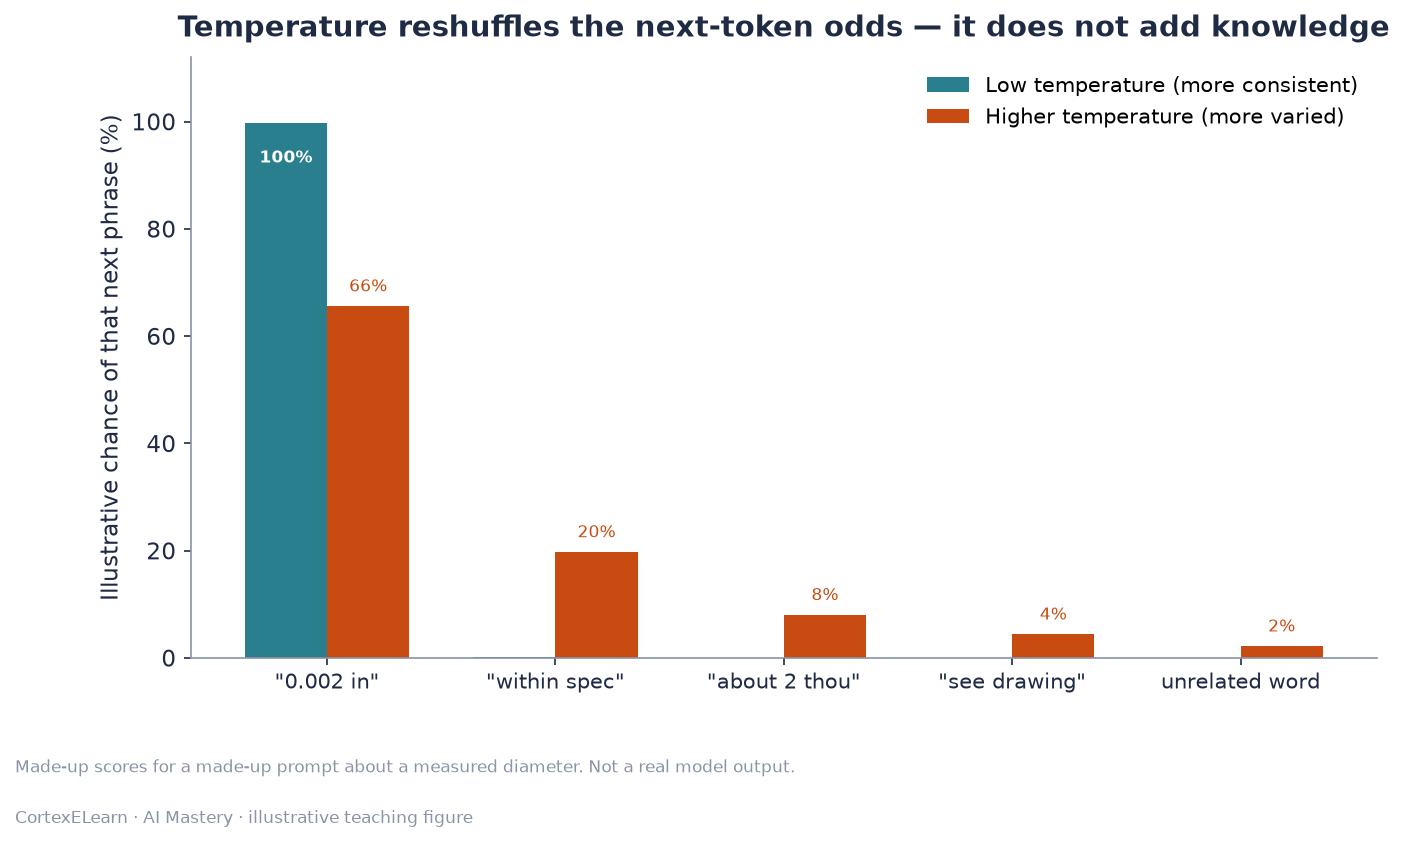 Temperature reshuffles the next-token odds — it does not add knowledge
Low temperature (more consistent)
Higher temperature (more varied)
Illustrative chance of that next phrase (%)
100
80
60
40
20
0
100%
66%
20%
8%
4%
2%
"0.002 in"
"within spec"
"about 2 thou"
"see drawing"
unrelated word
Made-up scores for a made-up prompt about a measured diameter. Not a real model output.
CortexELearn · AI Mastery · illustrative teaching figure